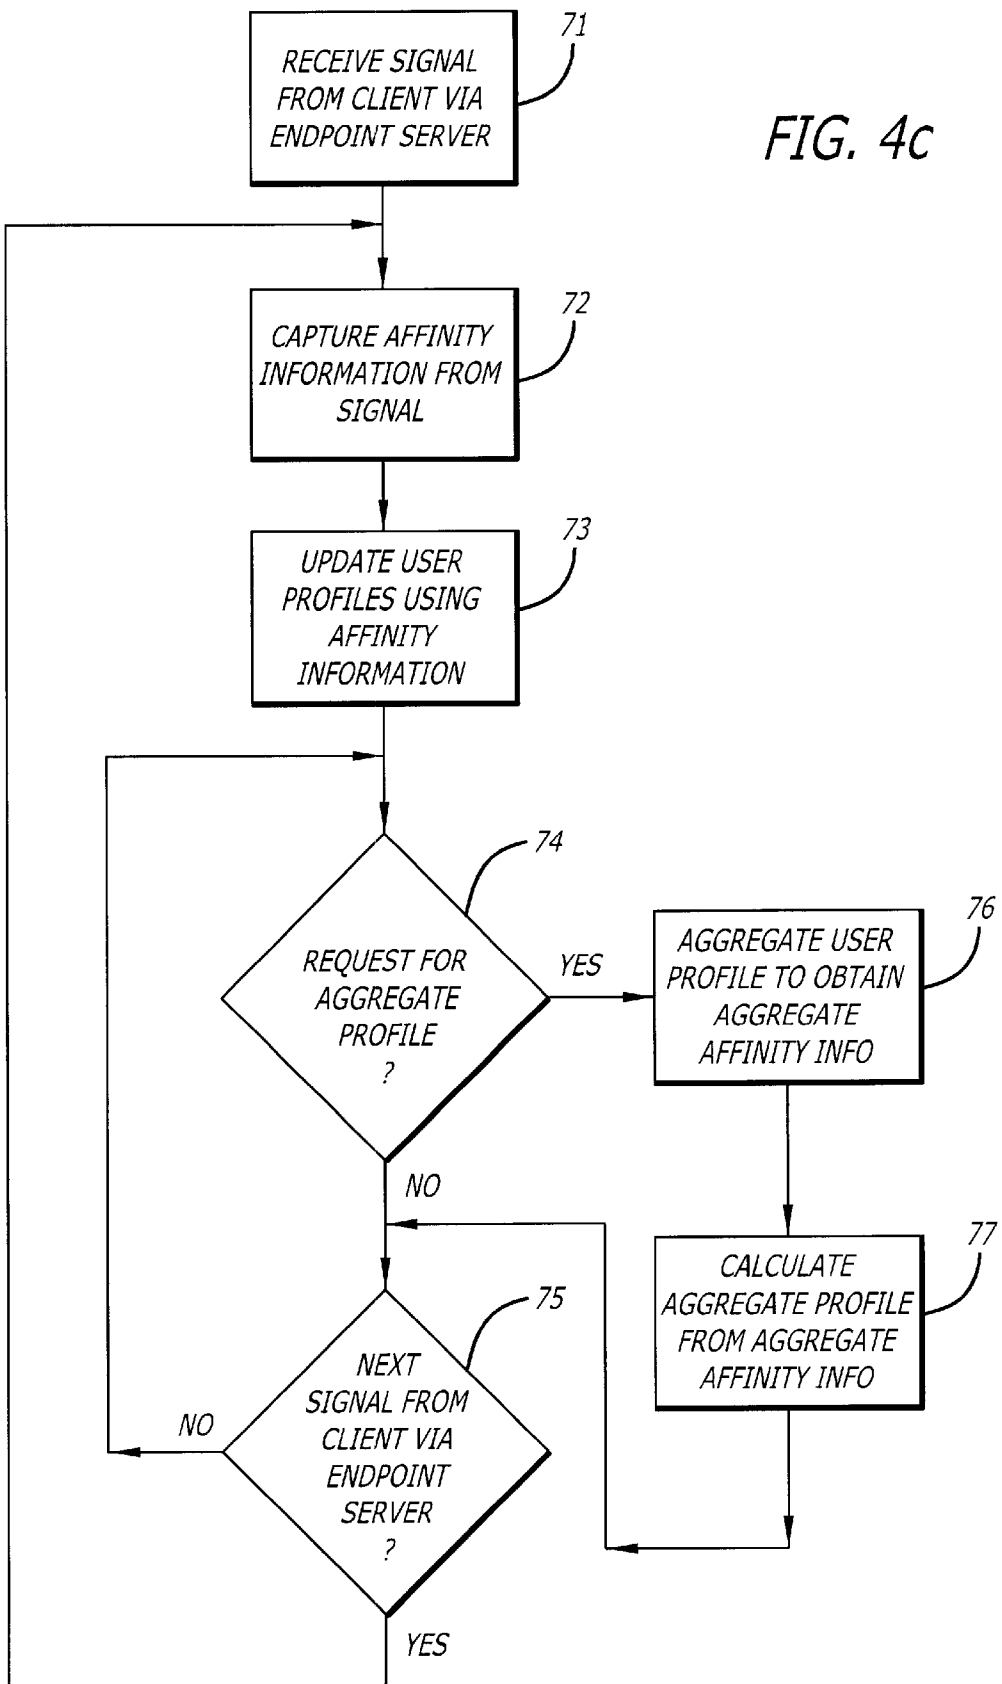 71
RECEIVE SIGNAL
FROM CLIENT VIA
ENDPOINT SERVER
FIG. 4c
72
CAPTURE AFFINITY
INFORMATION FROM
SIGNAL
73
UPDATE USER
PROFILES USING
AFFINITY
INFORMATION
74
REQUEST FOR
AGGREGATE
PROFILE
?
YES
76
AGGREGATE USER
PROFILE TO OBTAIN
AGGREGATE
AFFINITY INFO
NO
77
CALCULATE
AGGREGATE PROFILE
FROM AGGREGATE
AFFINITY INFO
75
NEXT
SIGNAL FROM
CLIENT VIA
ENDPOINT
SERVER
?
NO
YES